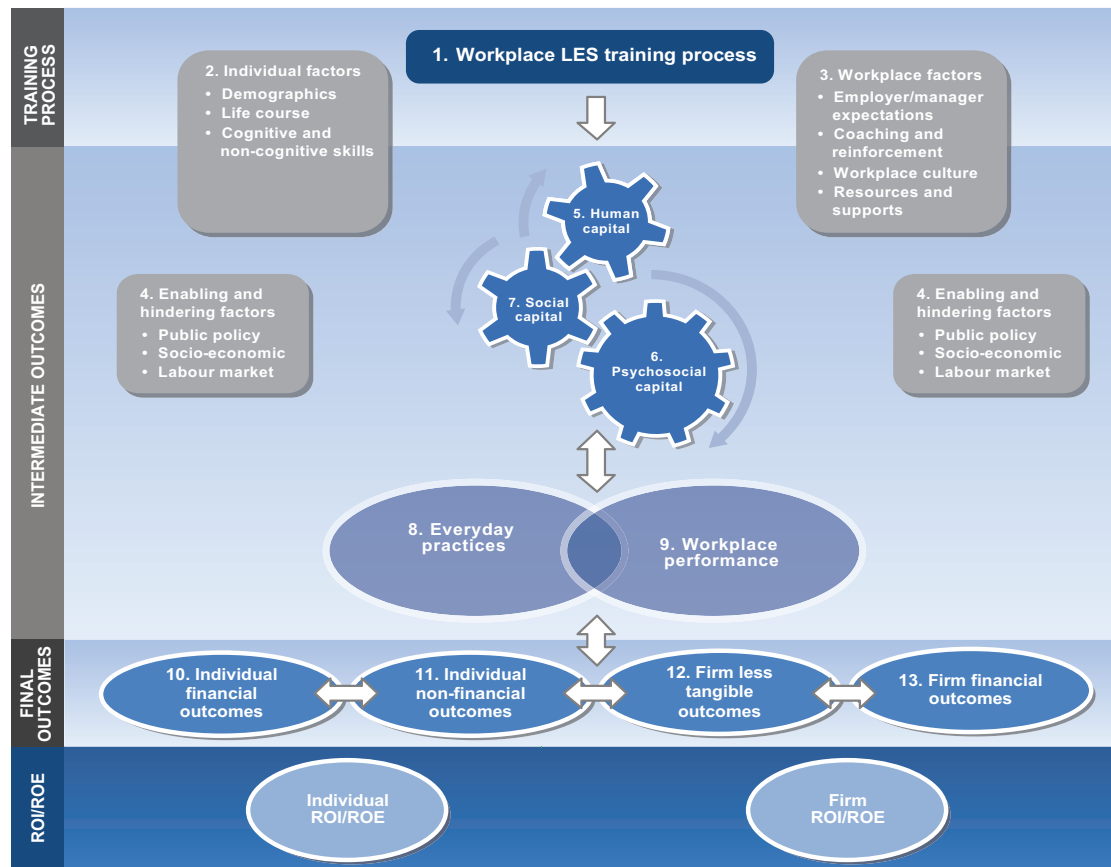 TRAINING
PROCESS
1. Workplace LES training process
2. Individual factors
• Demographics
• Life course
• Cognitive and
non-cognitive skills
3. Workplace factors
• Employer/manager
expectations
• Coaching and
reinforcement
• Workplace culture
• Resources and
supports
INTERMEDIATE OUTCOMES
5. Human
capital
7. Social
capital
6.
Psychosocial
capital
4. Enabling and
hindering factors
• Public policy
• Socio-economic
• Labour market
4. Enabling and
hindering factors
• Public policy
• Socio-economic
• Labour market
8. Everyday
practices
9. Workplace
performance
FINAL
OUTCOMES
10. Individual
financial
outcomes
11. Individual
non-financial
outcomes
12. Firm less
tangible
outcomes
13. Firm financial
outcomes
ROI/ROE
Individual
ROI/ROE
Firm
ROI/ROE